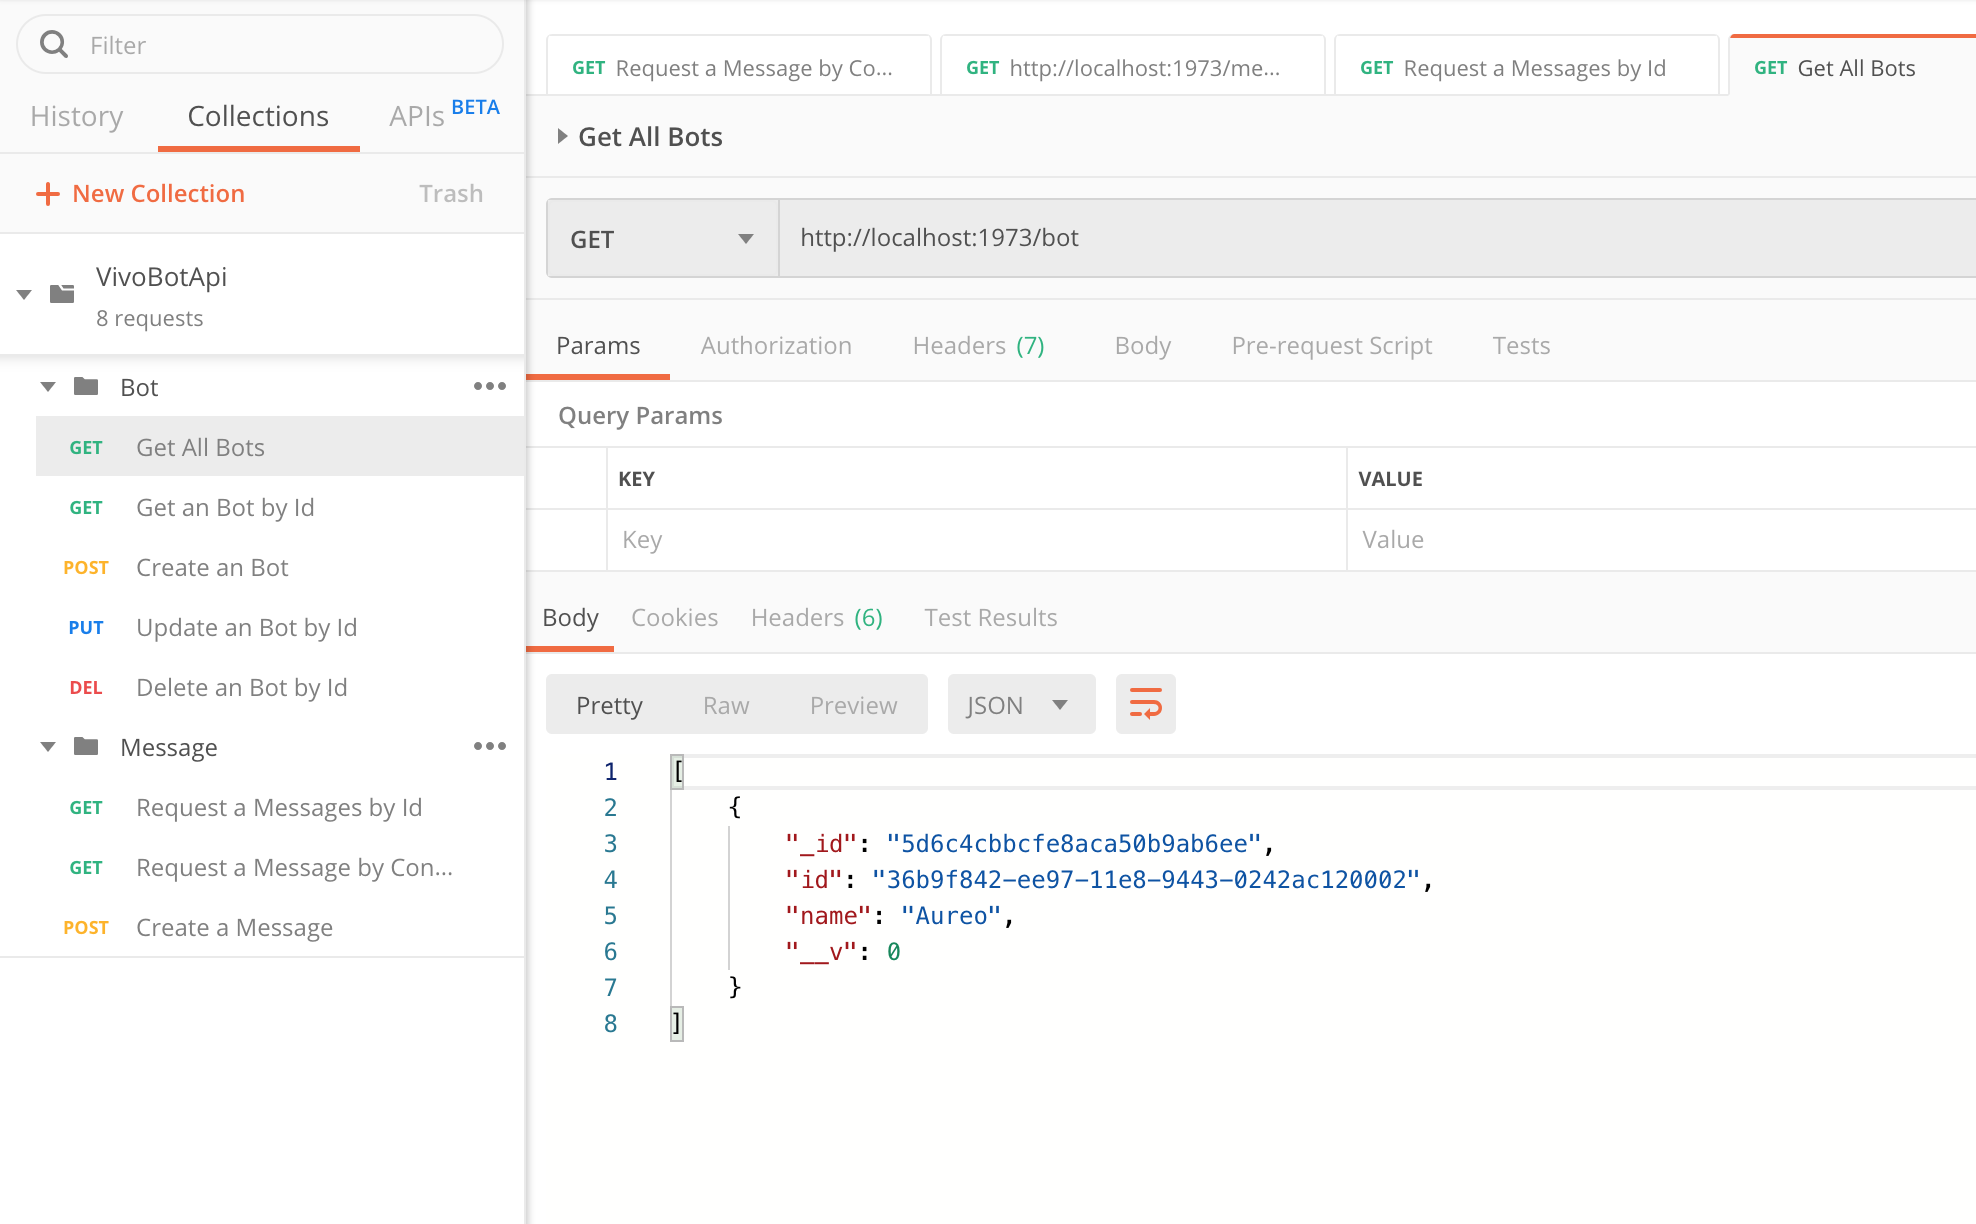 Filter
History Collections APIs BETA
+ New Collection Trash
VivoBotApi
8 requests
Bot
GET Get All Bots
GET Get an Bot by Id
POST Create an Bot
PUT Update an Bot by Id
DEL Delete an Bot by Id
Message
GET Request a Messages by Id
GET Request a Message by Con...
POST Create a Message
GET Request a Message by Co... GET http://localhost:1973/me... GET Request a Messages by Id GET Get All Bots
Get All Bots
GET http://localhost:1973/bot
Params Authorization Headers (7) Body Pre-request Script Tests
Query Params
KEY VALUE
Key Value
Body Cookies Headers (6) Test Results
Pretty Raw Preview JSON
1 [
2 {
3 "_id": "5d6c4cbbcfe8aca50b9ab6ee",
4 "id": "36b9f842-ee97-11e8-9443-0242ac120002",
5 "name": "Aureo",
6 "__v": 0
7 }
8 ]